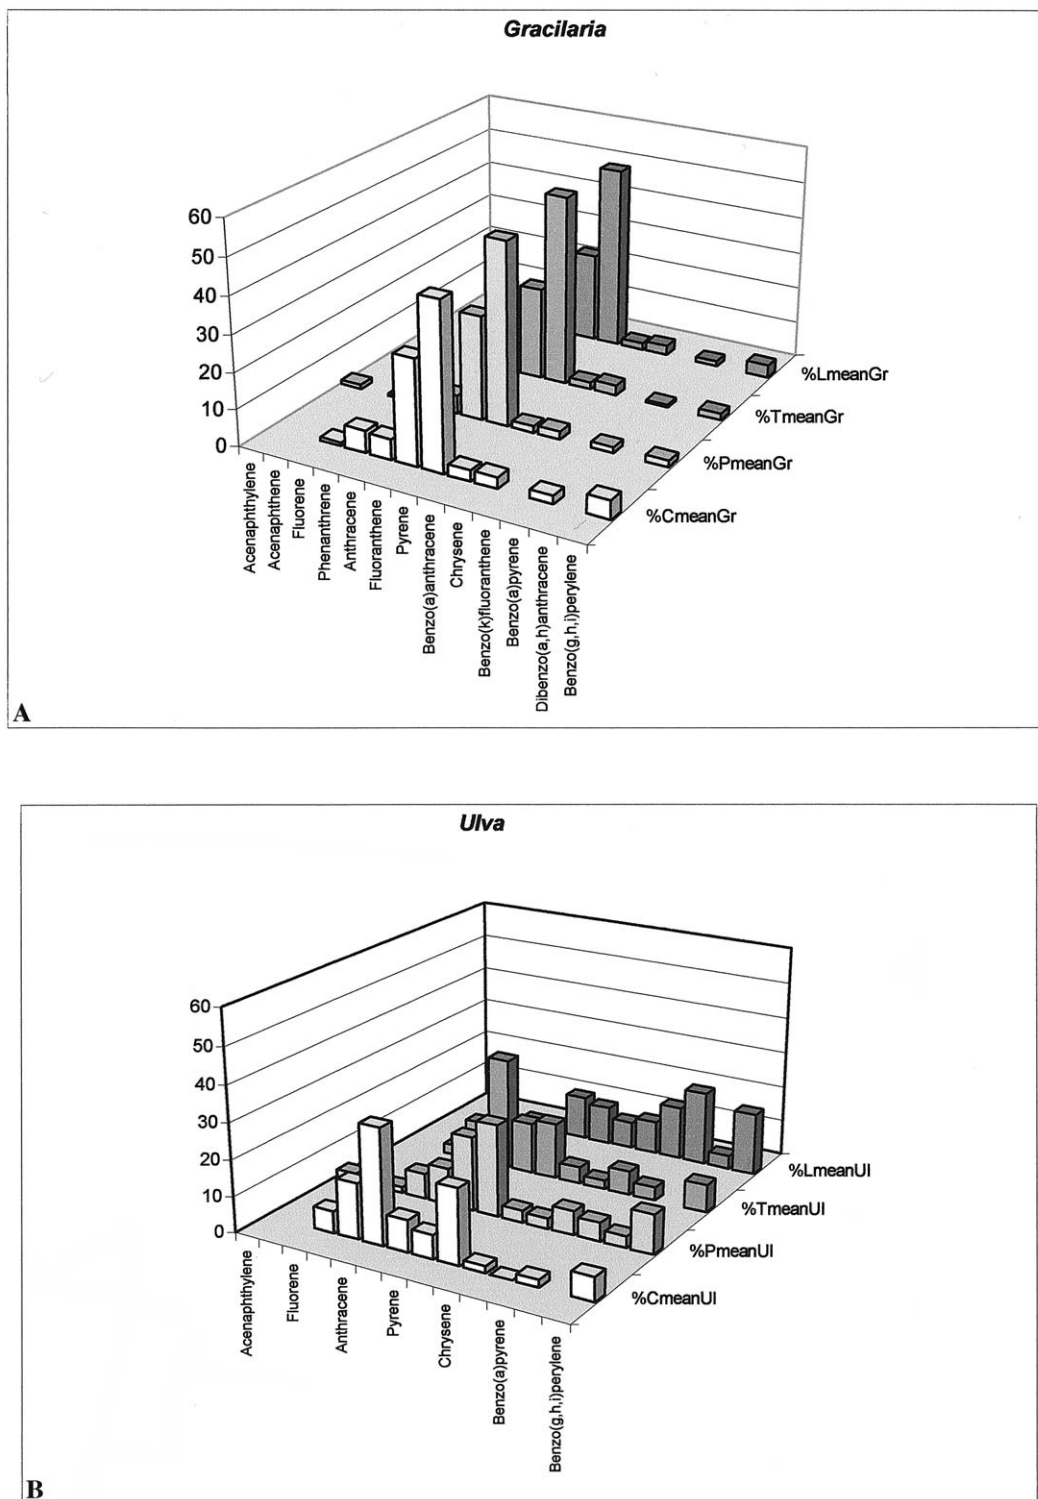 Gracilaria
60
50
40
30
20
10
0
Acenaphthylene
Acenaphthene
Fluorene
Phenanthrene
Anthracene
Fluoranthene
Pyrene
Benzo(a)anthracene
Chrysene
Benzo(k)fluoranthene
Benzo(a)pyrene
Dibenzo(a,h)anthracene
Benzo(g,h,i)perylene
%LmeanGr
%TmeanGr
%PmeanGr
%CmeanGr
A
Ulva
60
50
40
30
20
10
0
Acenaphthylene
Fluorene
Anthracene
Pyrene
Chrysene
Benzo(a)pyrene
Benzo(g,h,i)perylene
%LmeanUl
%TmeanUl
%PmeanUl
%CmeanUl
B